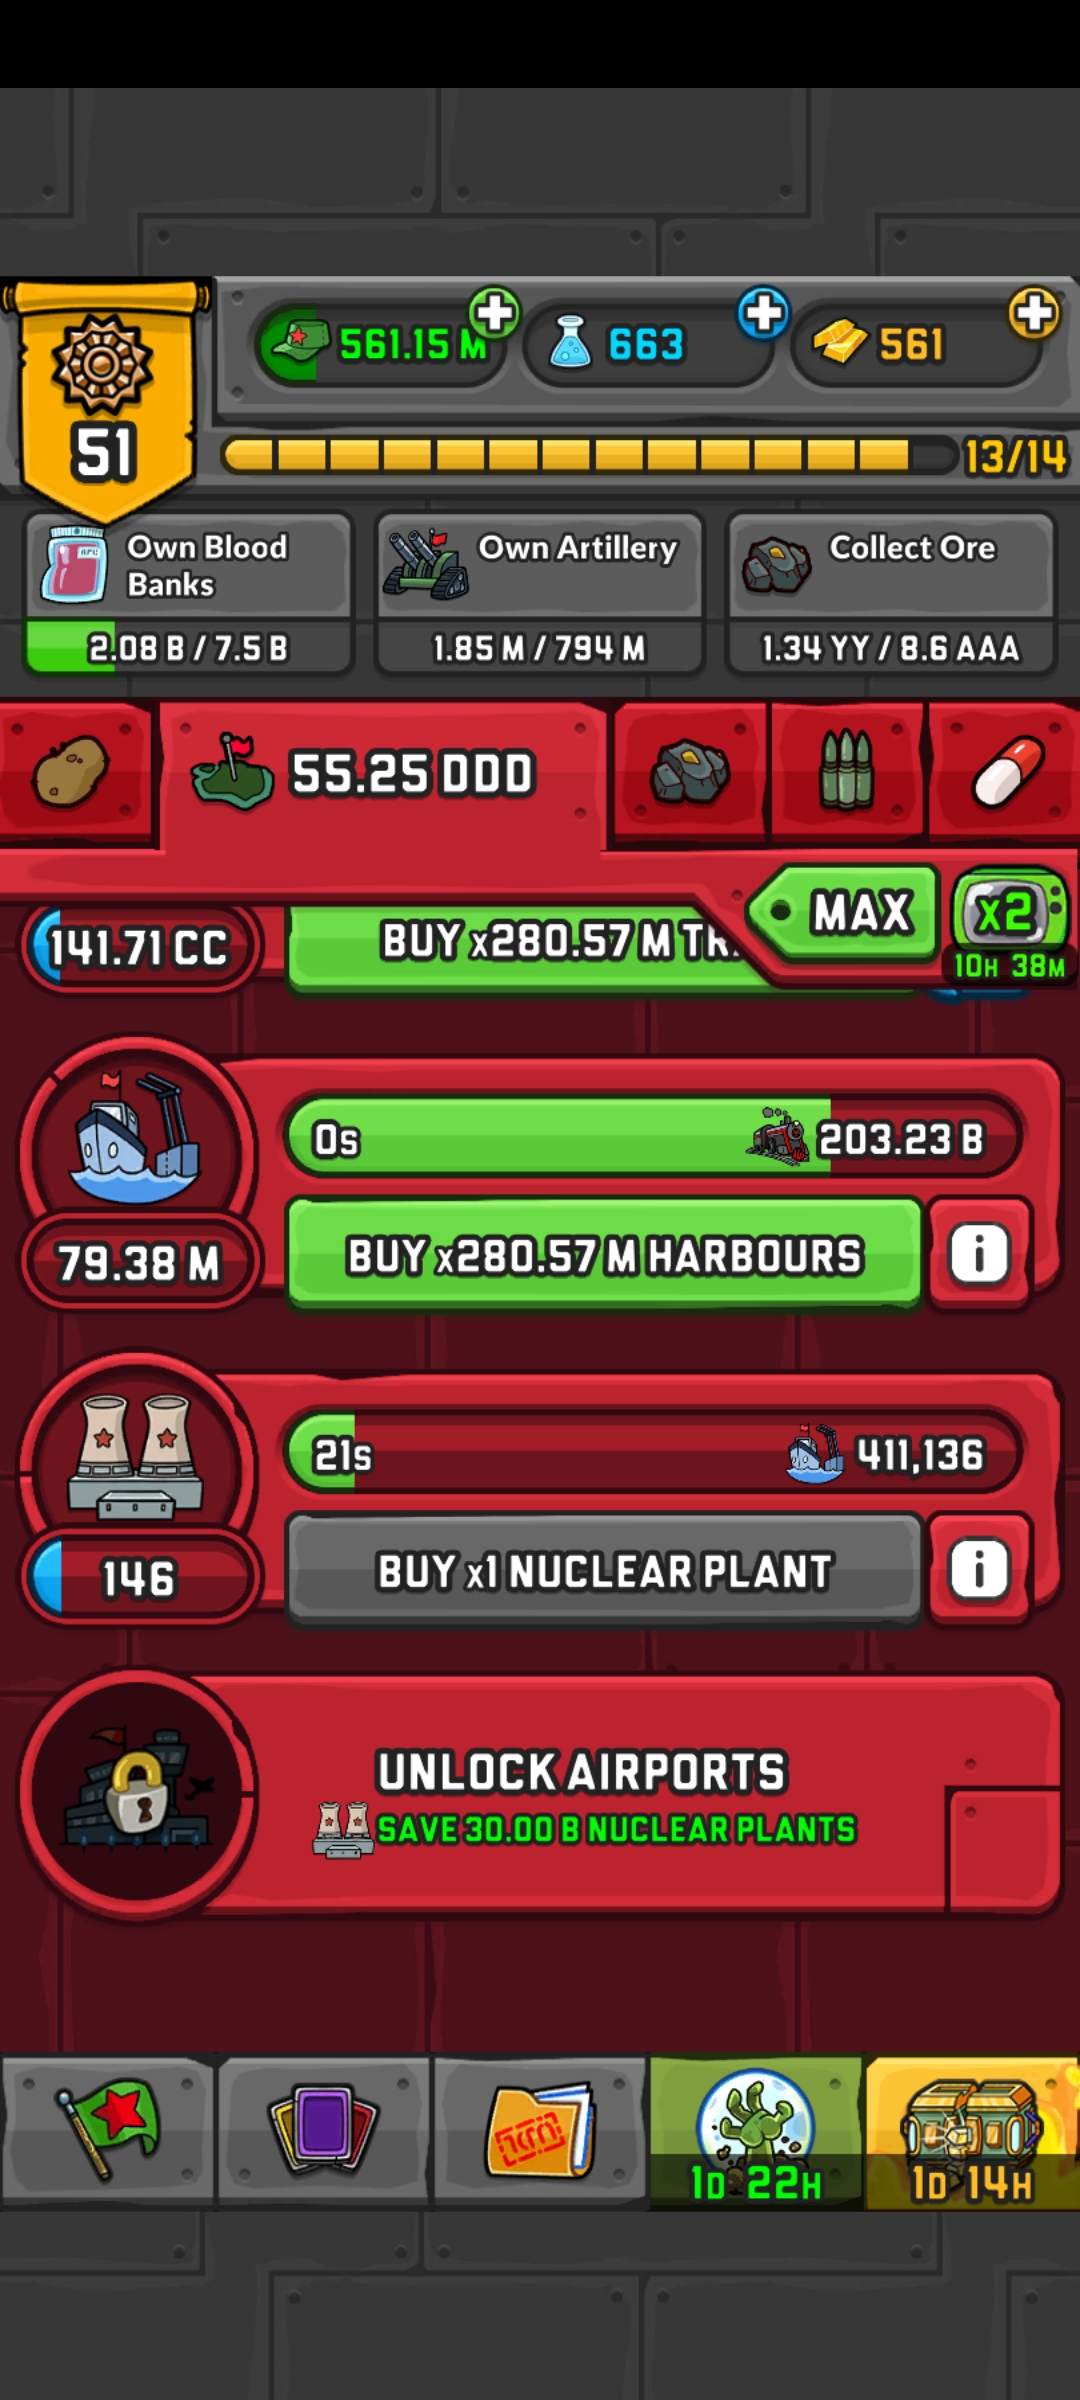 561.15 M
663
561
51
13/14
Own Blood
Banks
2.08 B / 7.5 B
Own Artillery
1.85 M / 794 M
Collect Ore
1.34 YY / 8.6 AAA
55.25 DDD
MAX
x2
10H 38M
141.71 CC
BUY x280.57 M
0s
203.23 B
79.38 M
BUY x280.57 M HARBOURS
i
21s
411,136
146
BUY x1 NUCLEAR PLANT
i
UNLOCK AIRPORTS
SAVE 30.00 B NUCLEAR PLANTS
1D 22H
1D 14H